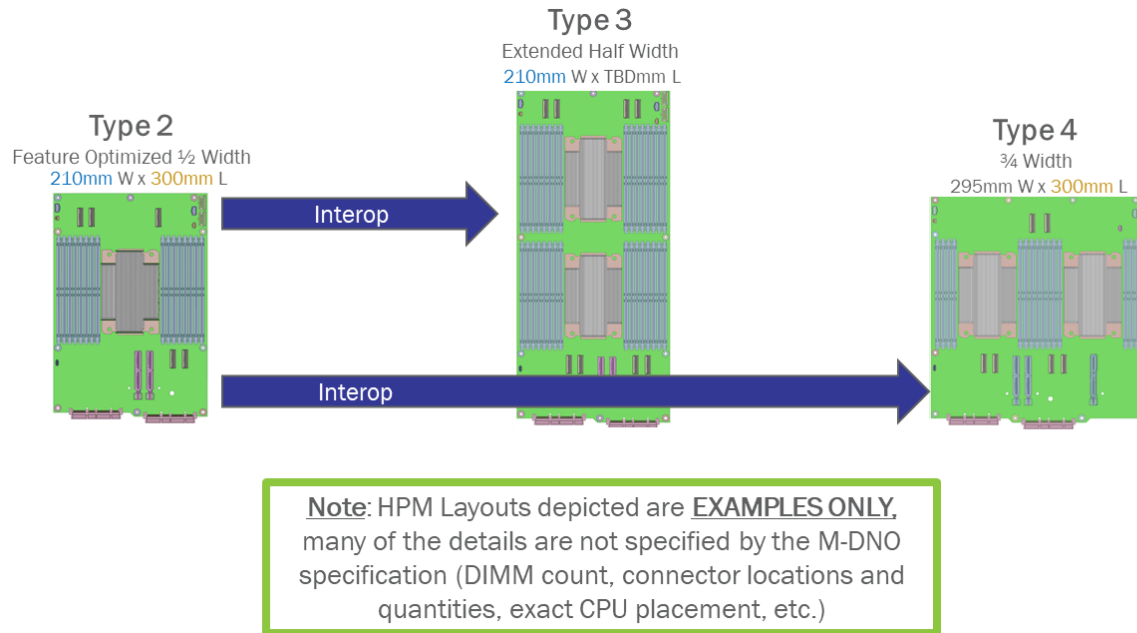 Type 3
Extended Half Width
210mm W x TBDmm L
Type 2
Feature Optimized ½ Width
210mm W x 300mm L
Type 4
¾ Width
295mm W x 300mm L
Interop
Interop
Note: HPM Layouts depicted are EXAMPLES ONLY,
many of the details are not specified by the M-DNO
specification (DIMM count, connector locations and
quantities, exact CPU placement, etc.)